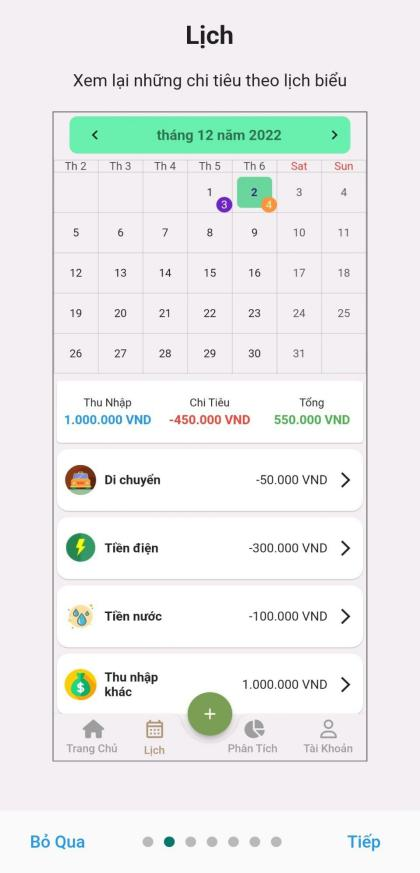 Lịch
Xem lại những chi tiêu theo lịch biểu
tháng 12 năm 2022
Th 2 Th 3 Th 4 Th 5 Th 6 Sat Sun
1 2 3 4
3 4
5 6 7 8 9 10 11
12 13 14 15 16 17 18
19 20 21 22 23 24 25
26 27 28 29 30 31
Thu Nhập Chi Tiêu Tổng
1.000.000 VND -450.000 VND 550.000 VND
Di chuyển -50.000 VND
Tiền điện -300.000 VND
Tiền nước -100.000 VND
Thu nhập
khác 1.000.000 VND
Trang Chủ Lịch Phân Tích Tài Khoản
Bỏ Qua Tiếp